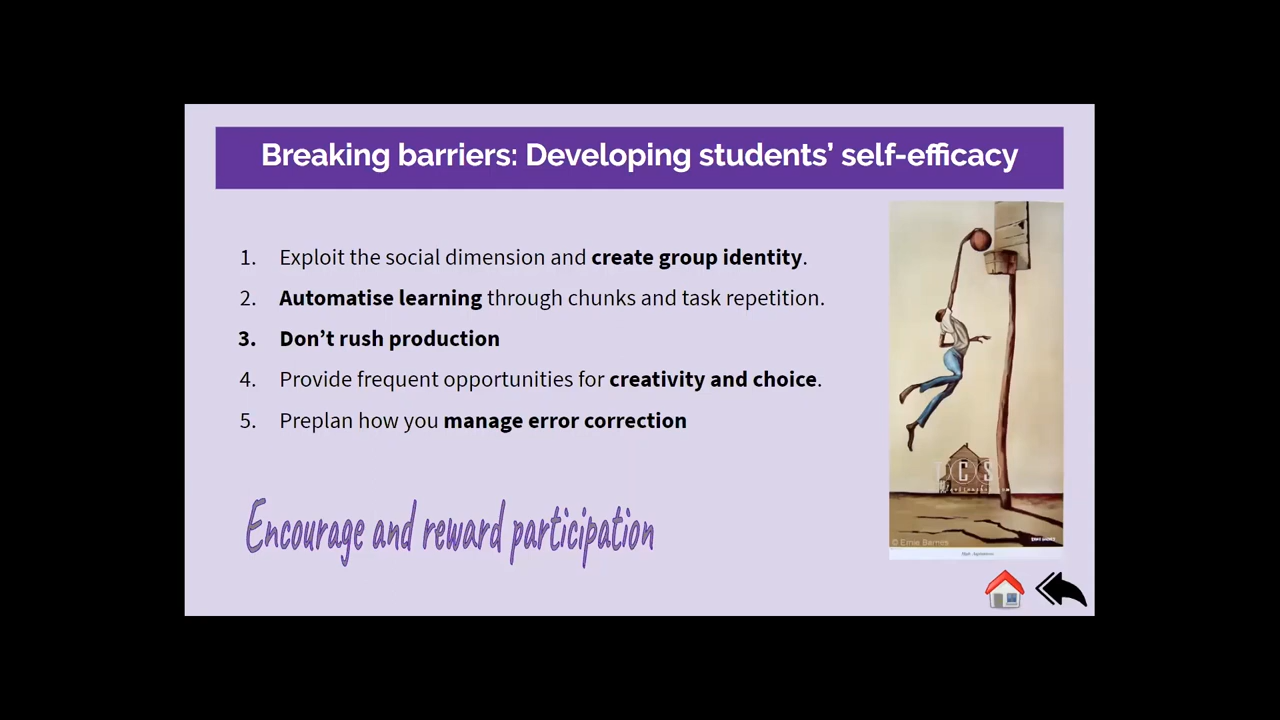 Breaking barriers: Developing students’ self-efficacy
1. Exploit the social dimension and create group identity.
2. Automatise learning through chunks and task repetition.
3. Don’t rush production
4. Provide frequent opportunities for creativity and choice.
5. Preplan how you manage error correction
Encourage and reward participation
© Ernie Barnes